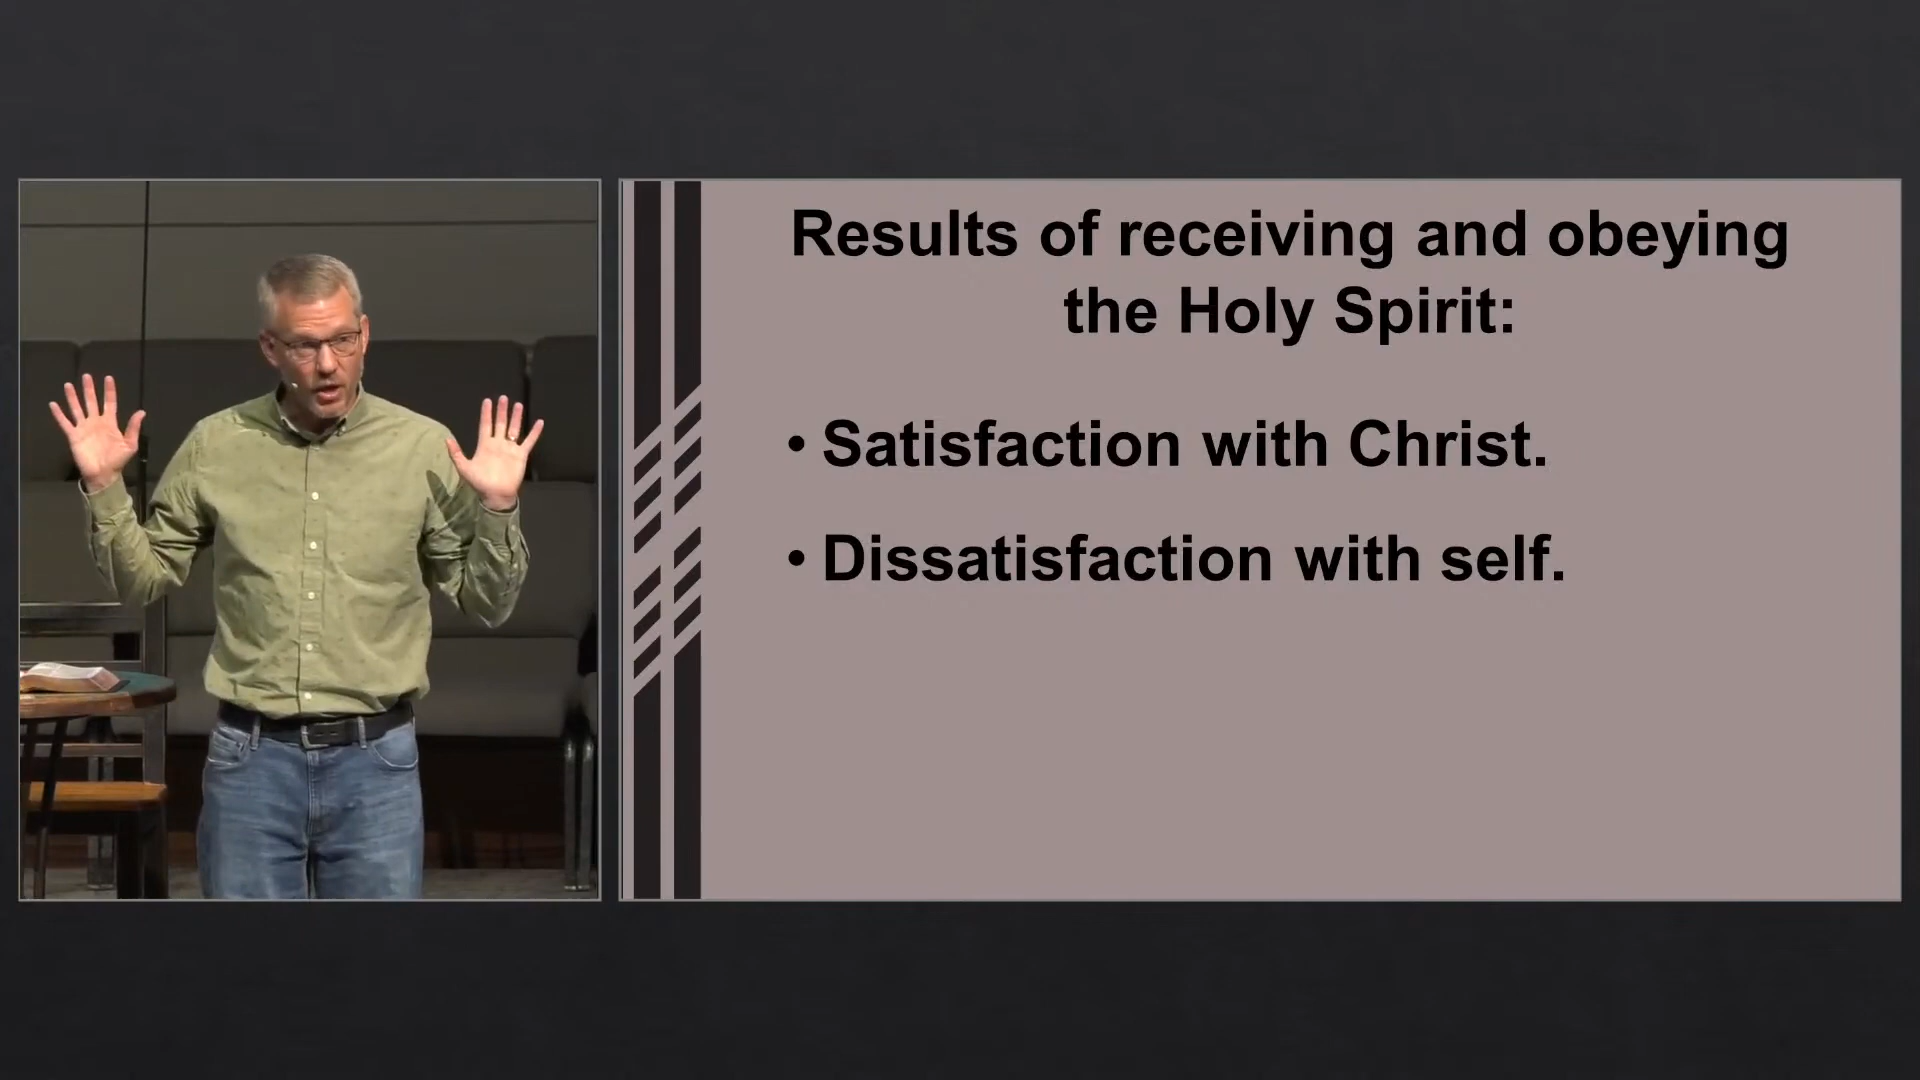 Results of receiving and obeying
the Holy Spirit:
• Satisfaction with Christ.
• Dissatisfaction with self.